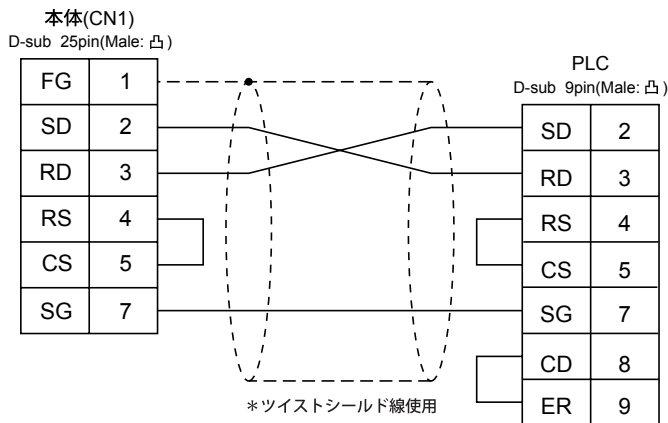 本体(CN1)
D-sub 25pin(Male: 凸)
FG 1
SD 2
RD 3
RS 4
CS 5
SG 7
PLC
D-sub 9pin(Male: 凸)
SD 2
RD 3
RS 4
CS 5
SG 7
CD 8
ER 9
*ツイストシールド線使用